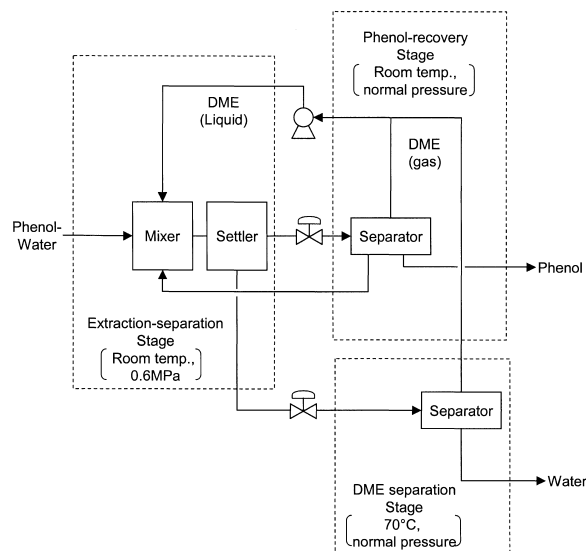 Phenol-recovery
Stage
Room temp.,
normal pressure
DME
(Liquid)
DME
(gas)
Phenol-
Water
Mixer
Settler
Separator
Phenol
Extraction-separation
Stage
Room temp.,
0.6MPa
Separator
Water
DME separation
Stage
70°C,
normal pressure